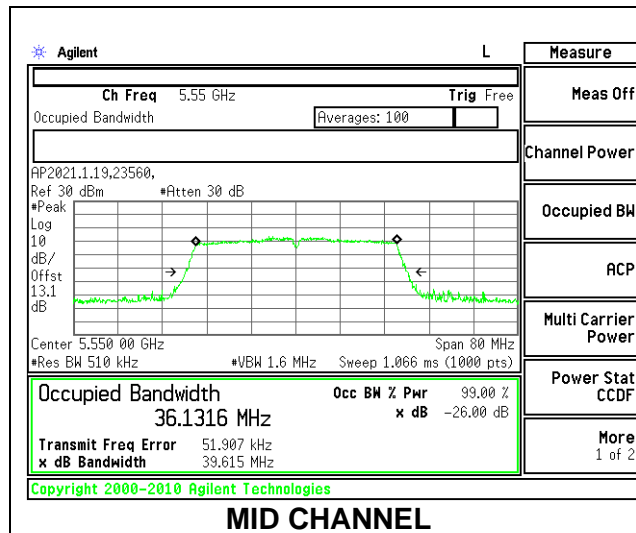 Agilent L Measure
Ch Freq 5.55 GHz Trig Free
Meas Off
Occupied Bandwidth Averages: 100
Channel Power
AP2021.1.19,23560,
Ref 30 dBm #Atten 30 dB
#Peak
Log
10
dB/
Offst
13.1
dB
Occupied BW
ACP
Center 5.550 00 GHz Span 80 MHz
#Res BW 510 kHz #VBW 1.6 MHz Sweep 1.066 ms (1000 pts)
Multi Carrier
Power
Occupied Bandwidth Occ BW % Pwr 99.00 %
36.1316 MHz x dB -26.00 dB
Transmit Freq Error 51.907 kHz
x dB Bandwidth 39.615 MHz
Power Stat
CCDF
More
1 of 2
Copyright 2000-2010 Agilent Technologies
MID CHANNEL